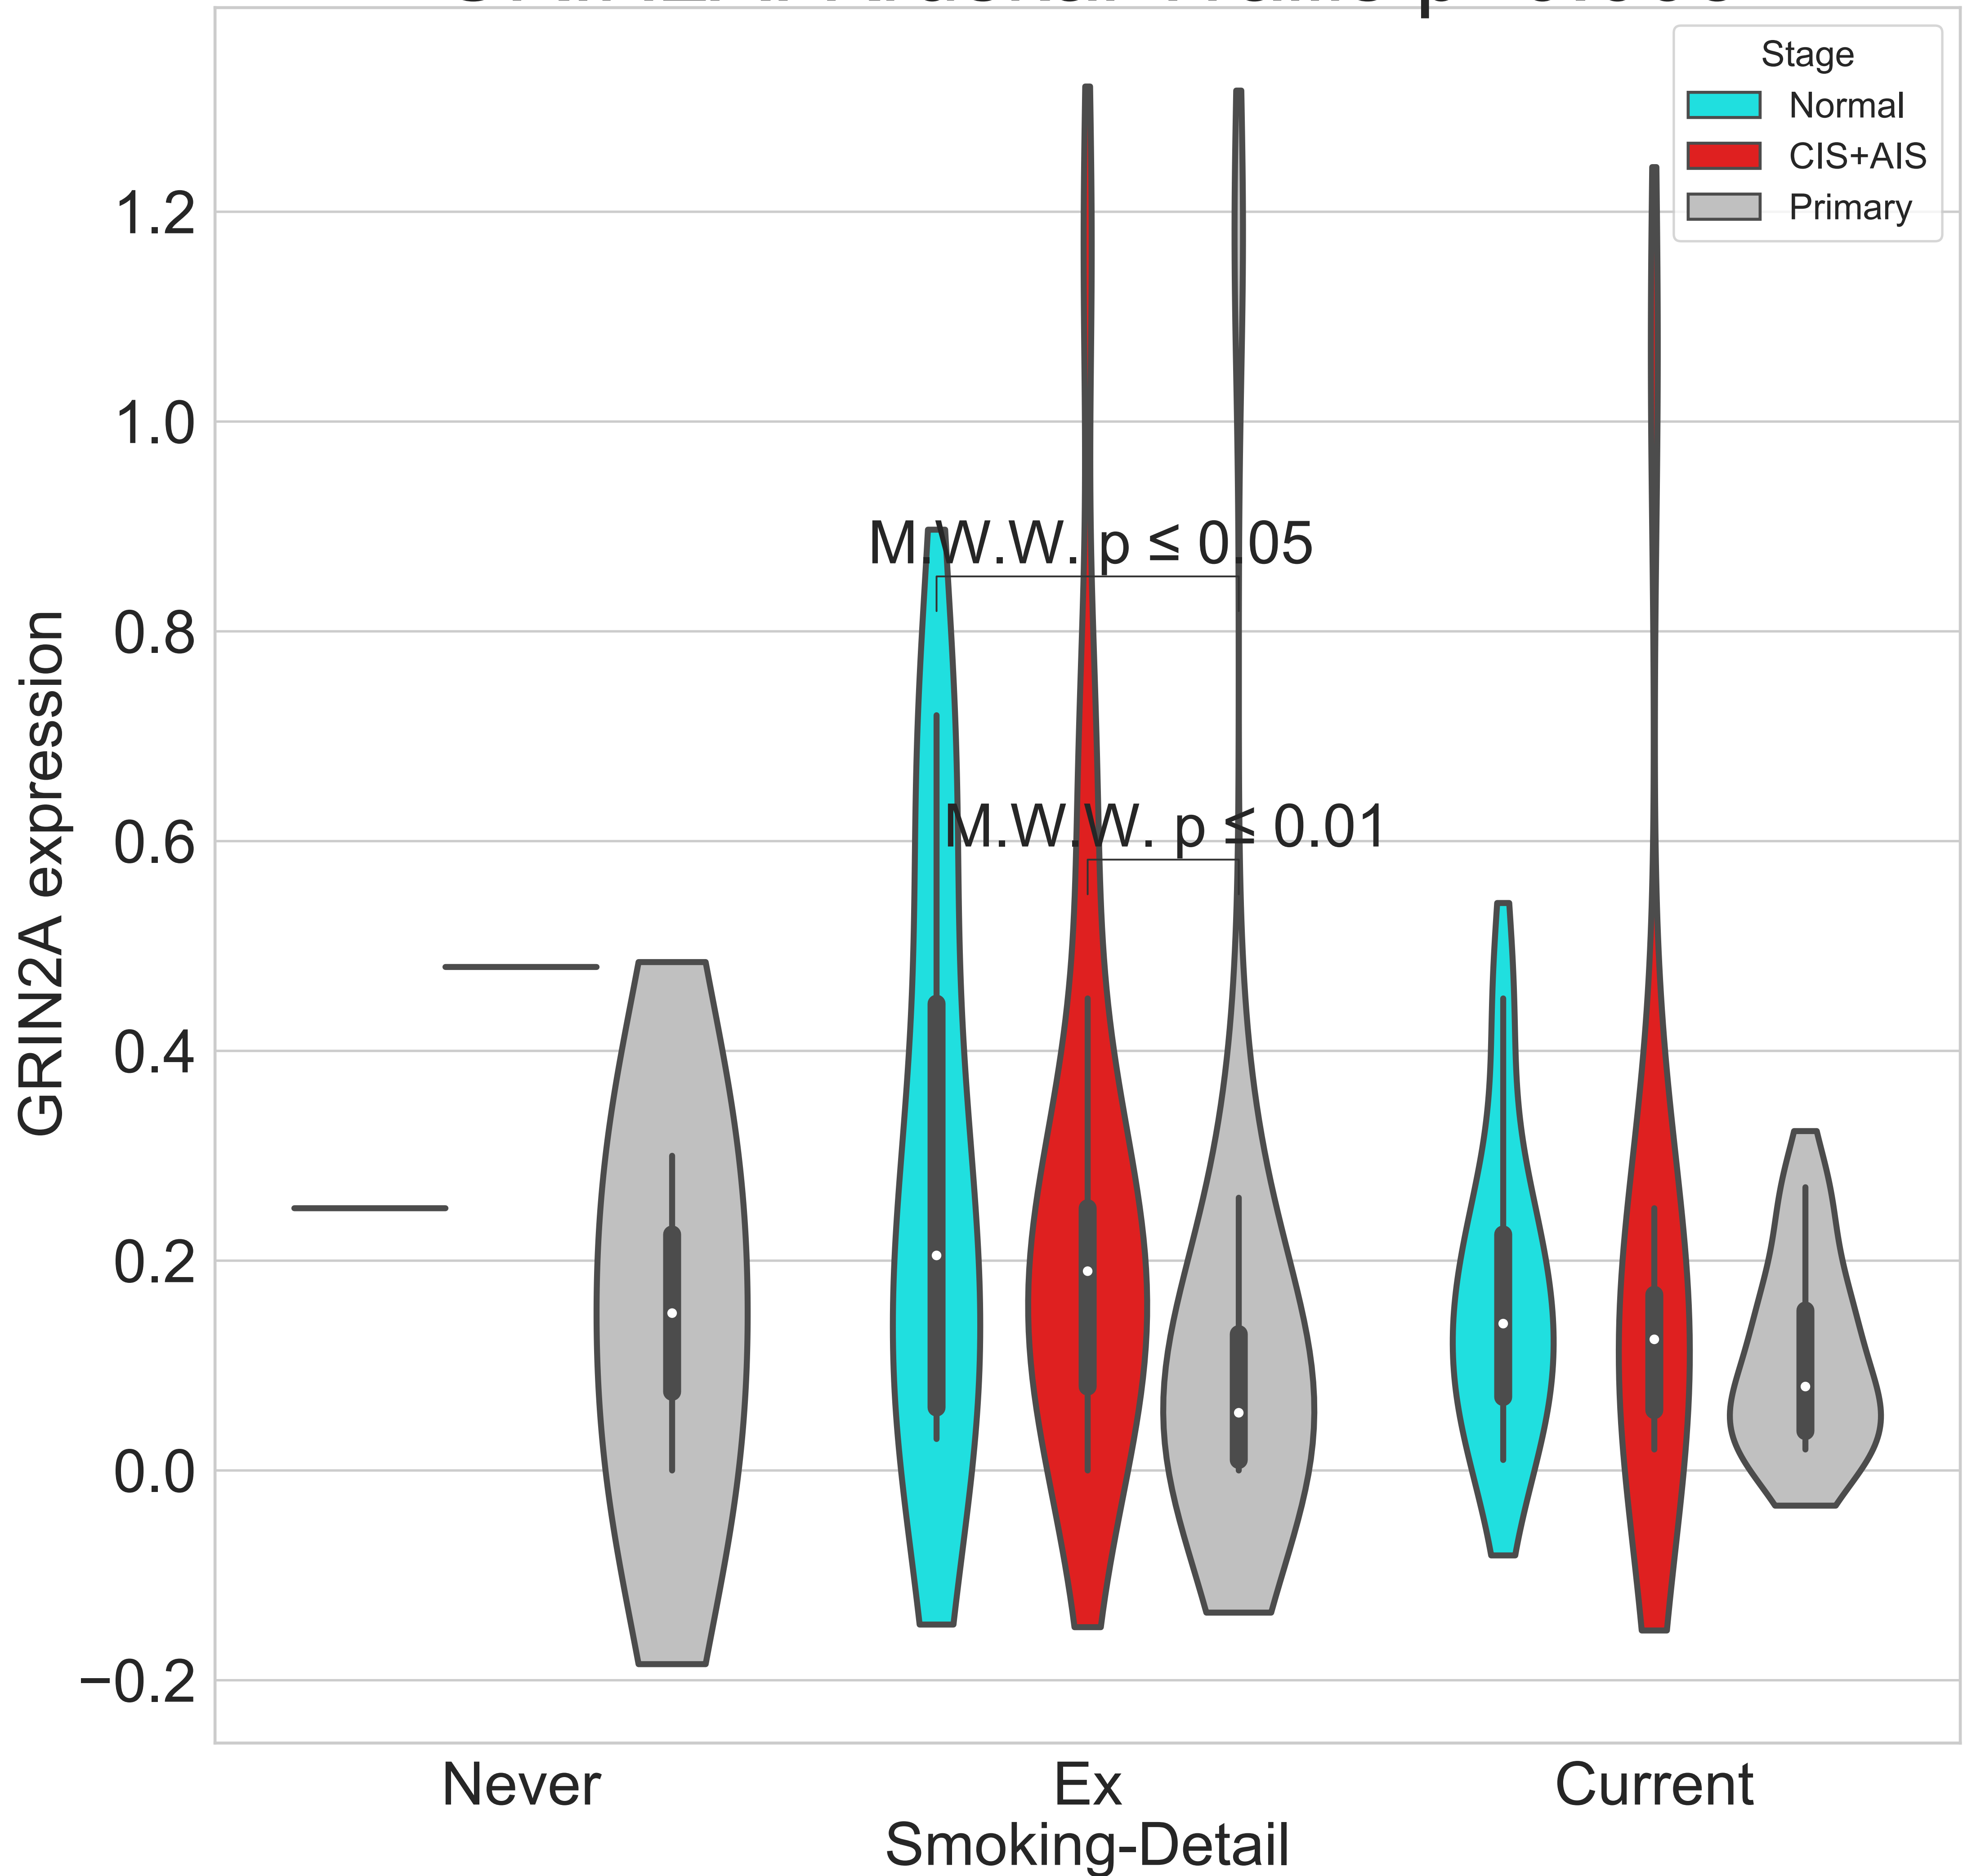 Stage
Normal
CIS+AIS
Primary
1.2
1.0
0.8
0.6
0.4
0.2
0.0
−0.2
GRIN2A expression
M.W.W. p ≤ 0.05
M.W.W. p ≤ 0.01
Never
Ex
Current
Smoking-Detail